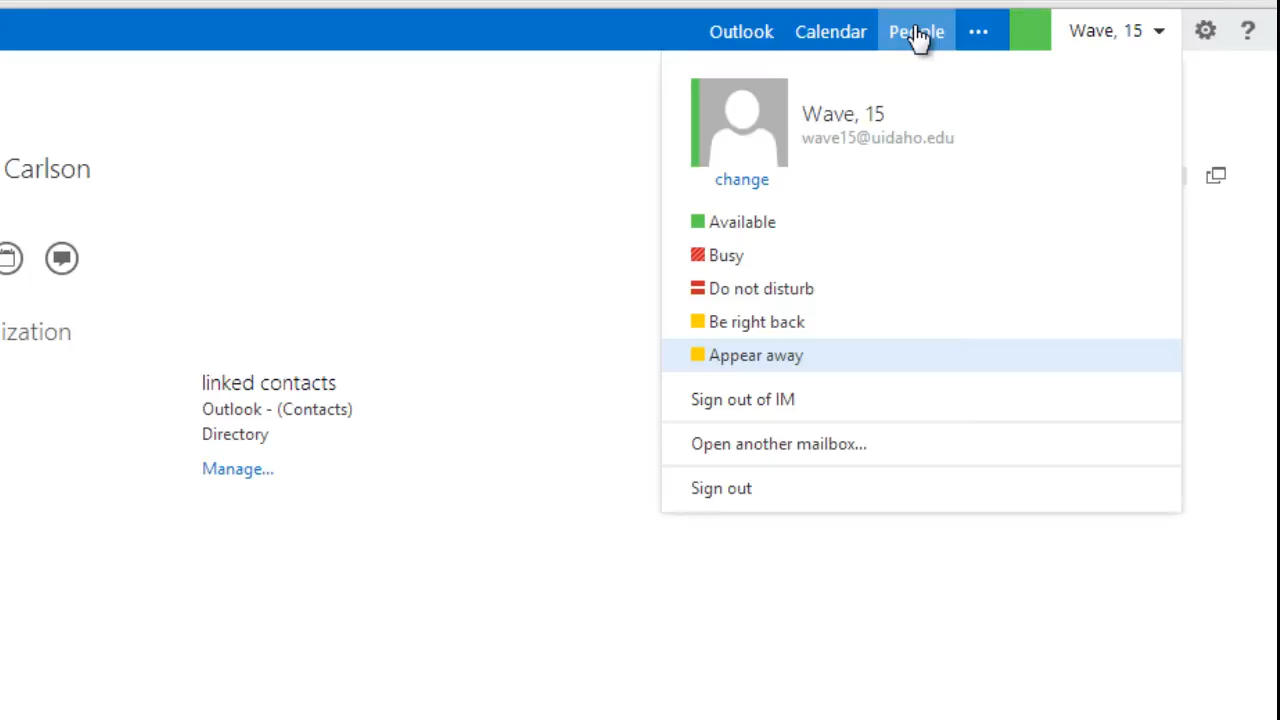 Outlook Calendar People ··· Wave, 15 ?
Wave, 15
wave15@uidaho.edu
Carlson
change
Available
Busy
Do not disturb
Be right back
ization
Appear away
linked contacts
Outlook - (Contacts)
Directory
Manage...
Sign out of IM
Open another mailbox...
Sign out